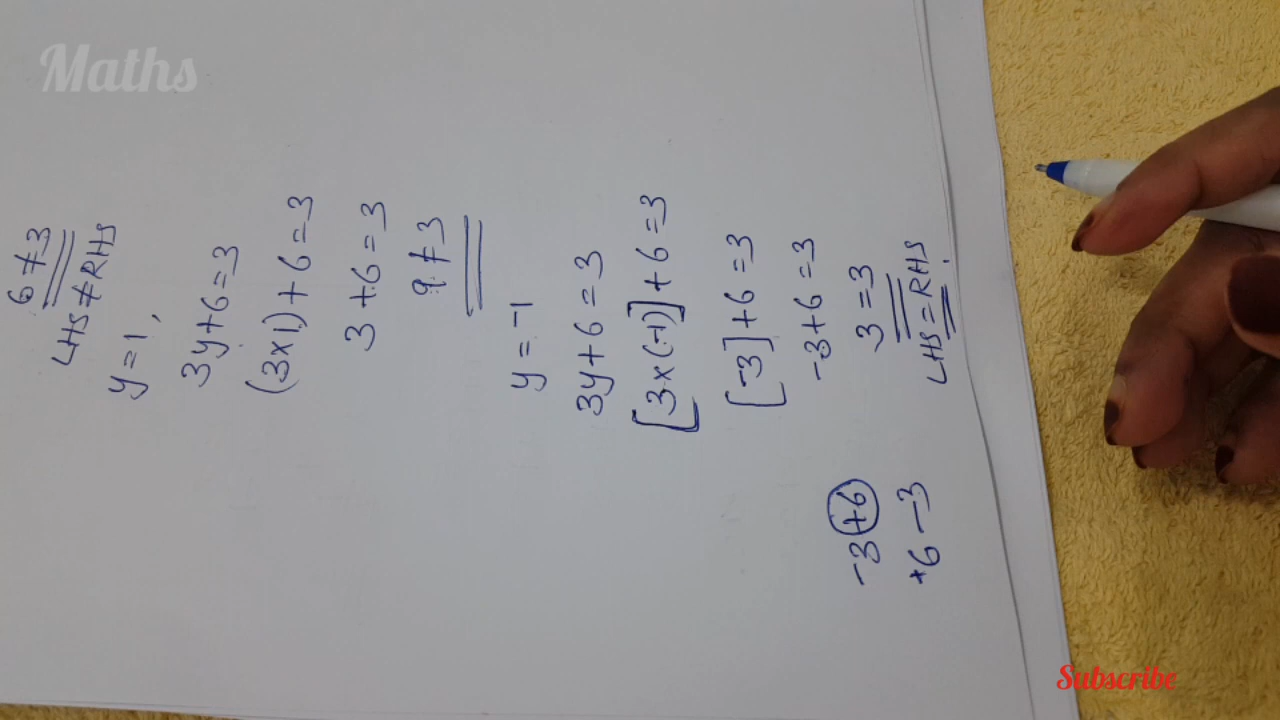 Maths
6 ≠ 3
LHS ≠ RHS
y = 1,
3y + 6 = 3
(3x1) + 6 = 3
3 + 6 = 3
9 ≠ 3
y = -1
3y + 6 = 3
[3x(-1)] + 6 = 3
[-3] + 6 = 3
-3 + 6 = 3
3 = 3
LHS = RHS.
-3 +6
+6 -3
Subscribe